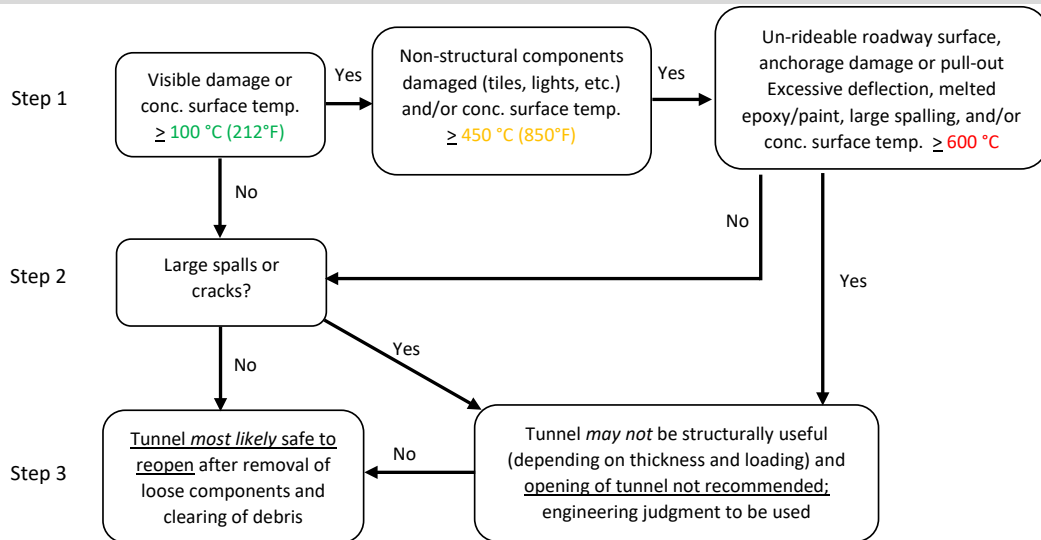 Step 1
Visible damage or
conc. surface temp.
≥ 100 °C (212°F)
Yes
Non-structural components
damaged (tiles, lights, etc.)
and/or conc. surface temp.
≥ 450 °C (850°F)
Yes
Un-rideable roadway surface,
anchorage damage or pull-out
Excessive deflection, melted
epoxy/paint, large spalling, and/or
conc. surface temp. ≥ 600 °C
No
No
Yes
Step 2
Large spalls or
cracks?
No
Yes
Step 3
Tunnel most likely safe to
reopen after removal of
loose components and
clearing of debris
No
Tunnel may not be structurally useful
(depending on thickness and loading) and
opening of tunnel not recommended;
engineering judgment to be used